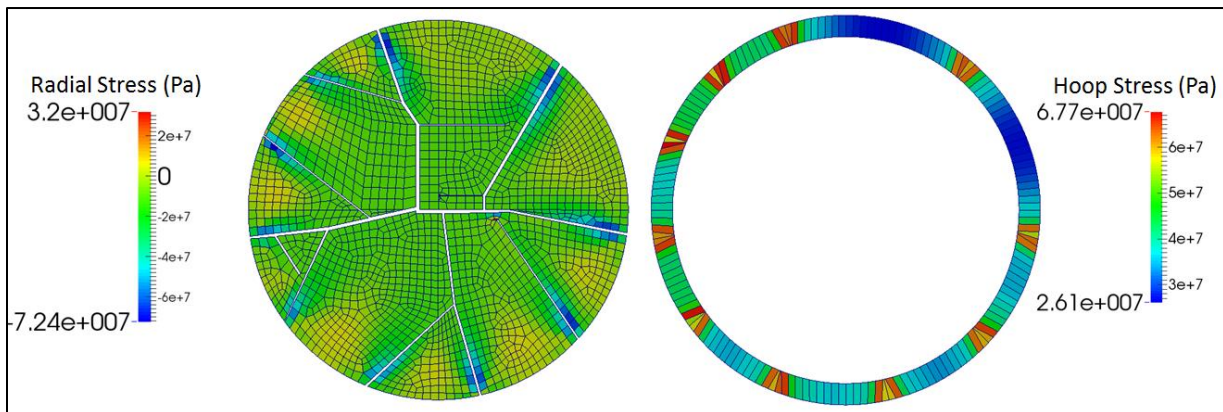 Radial Stress (Pa)
3.2e+007
2e+7
0
-2e+7
-4e+7
-6e+7
-7.24e+007
Hoop Stress (Pa)
6.77e+007
6e+7
5e+7
4e+7
3e+7
2.61e+007